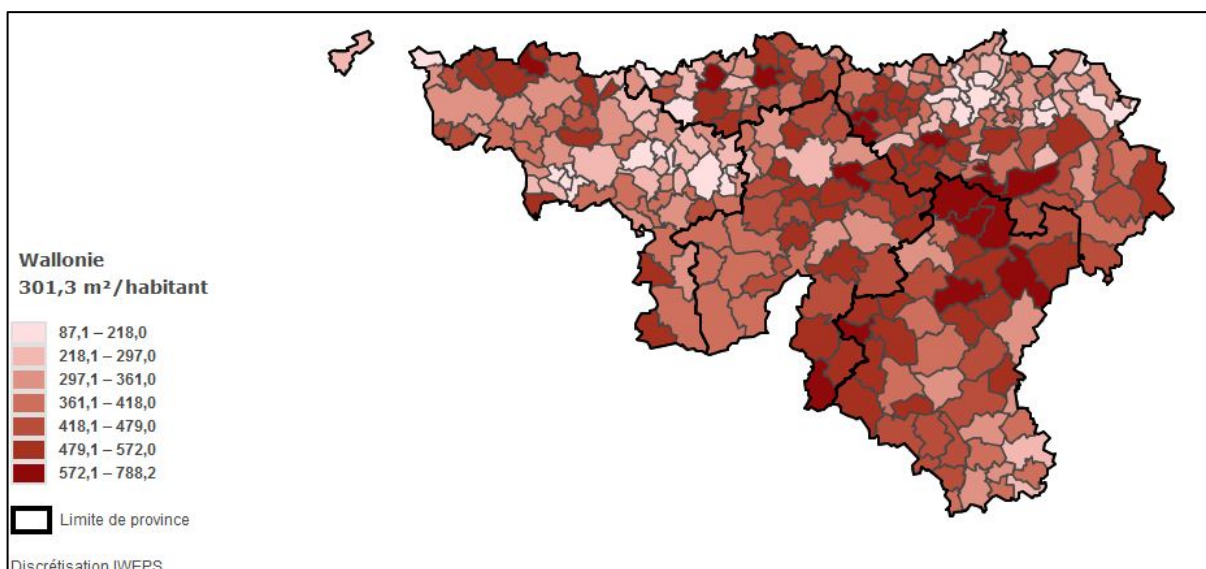 Wallonie
301,3 m²/habitant
87,1 – 218,0
218,1 – 297,0
297,1 – 361,0
361,1 – 418,0
418,1 – 479,0
479,1 – 572,0
572,1 – 788,2
Limite de province
Discrétisation IWEPS